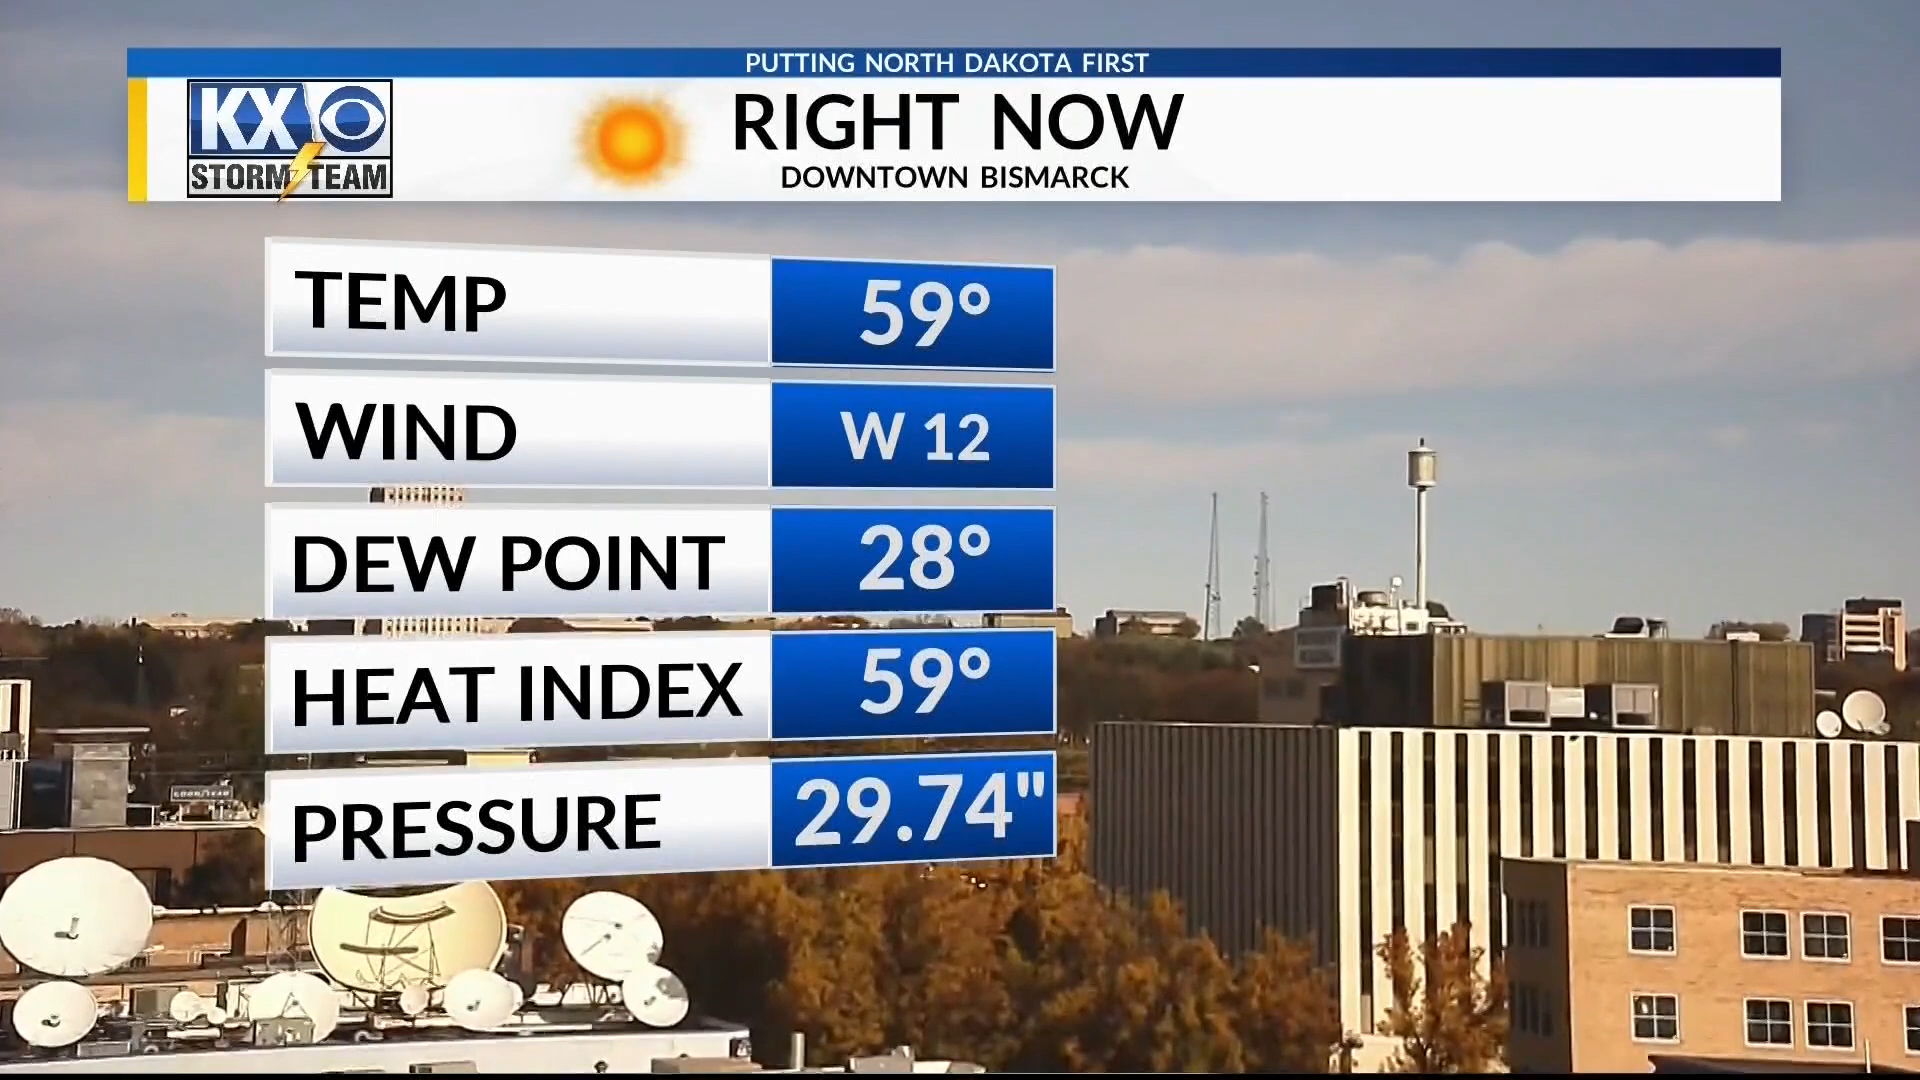 PUTTING NORTH DAKOTA FIRST
KX
STORM TEAM
RIGHT NOW
DOWNTOWN BISMARCK
TEMP 59°
WIND W 12
DEW POINT 28°
HEAT INDEX 59°
PRESSURE 29.74"
GOODYEAR